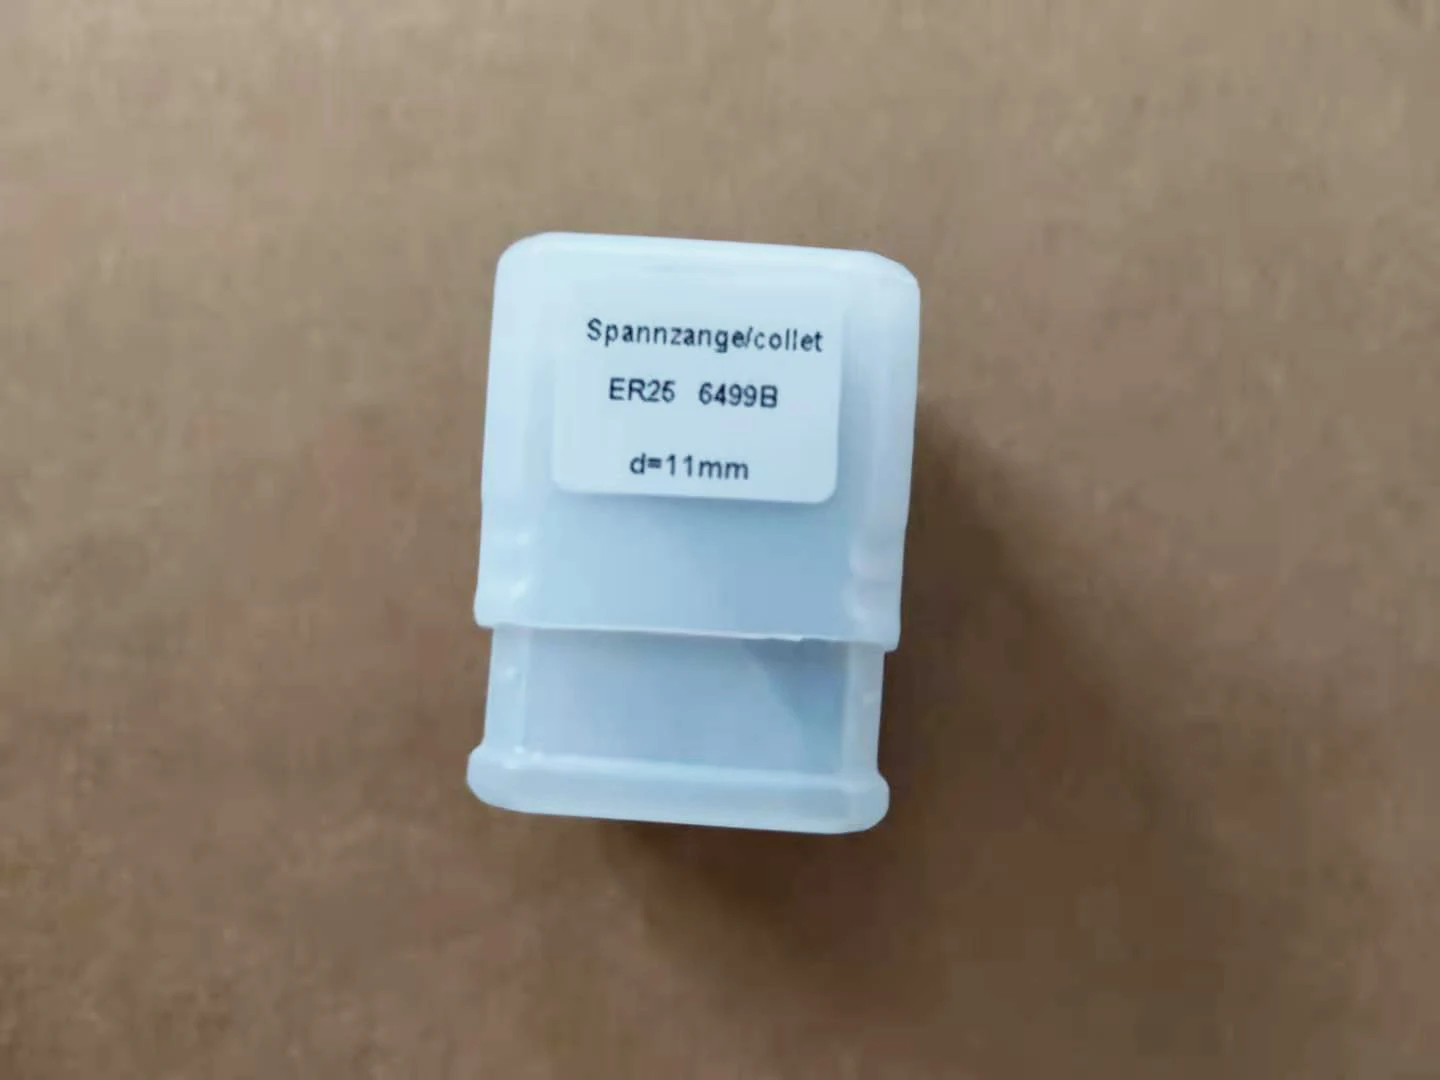 Spannzange/collet
ER25 6499B
d=11mm